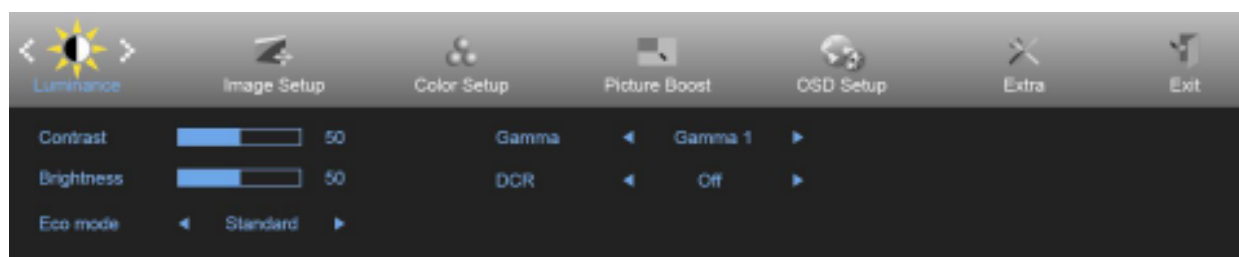 Luminance Image Setup Color Setup Picture Boost OSD Setup Extra Exit
Contrast 50 Gamma Gamma 1
Brightness 50 DCR Off
Eco mode Standard